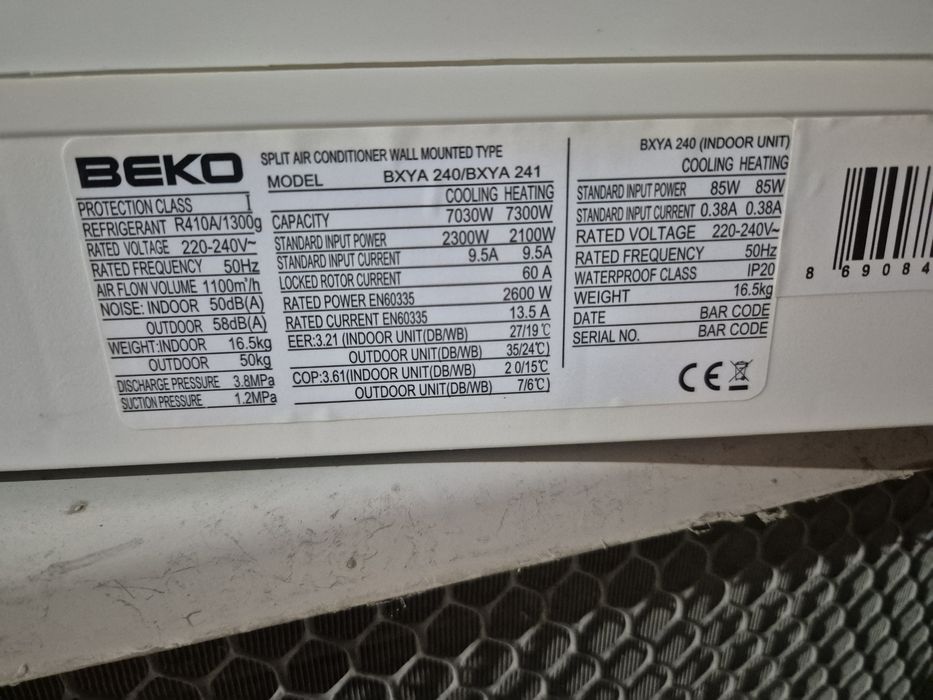 BEKO
PROTECTION CLASS I
REFRIGERANT R410A/1300g
RATED VOLTAGE 220-240V~
RATED FREQUENCY 50Hz
AIR FLOW VOLUME 1100m³/h
NOISE: INDOOR 50dB(A)
OUTDOOR 58dB(A)
WEIGHT:INDOOR 16.5kg
OUTDOOR 50kg
DISCHARGE PRESSURE 3.8MPa
SUCTION PRESSURE 1.2MPa
SPLIT AIR CONDITIONER WALL MOUNTED TYPE
MODEL BXYA 240/BXYA 241
COOLING HEATING
CAPACITY 7030W 7300W
STANDARD INPUT POWER 2300W 2100W
STANDARD INPUT CURRENT 9.5A 9.5A
LOCKED ROTOR CURRENT 60 A
RATED POWER EN60335 2600 W
RATED CURRENT EN60335 13.5 A
EER:3.21 (INDOOR UNIT(DB/WB) 27/19℃
OUTDOOR UNIT(DB/WB) 35/24℃)
COP:3.61(INDOOR UNIT(DB/WB) 20/15℃
OUTDOOR UNIT(DB/WB) 7/6℃)
BXYA 240 (INDOOR UNIT)
COOLING HEATING
STANDARD INPUT POWER 85W 85W
STANDARD INPUT CURRENT 0.38A 0.38A
RATED VOLTAGE 220-240V~
RATED FREQUENCY 50Hz
WATERPROOF CLASS IP20
WEIGHT 16.5kg
DATE BAR CODE
SERIAL NO. BAR CODE
CE
8 69084